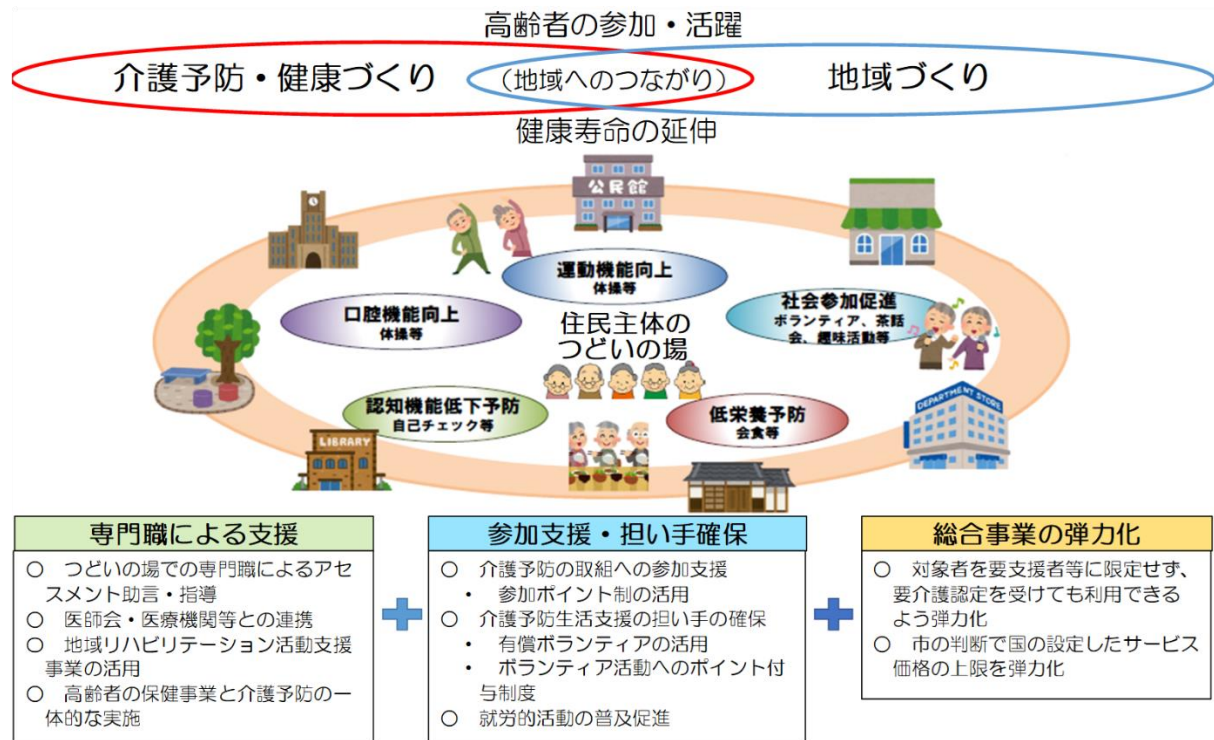 高齢者の参加・活躍
介護予防・健康づくり
（地域へのつながり）
地域づくり
健康寿命の延伸
公民館
運動機能向上
体操等
口腔機能向上
体操等
社会参加促進
ボランティア、茶話
会、趣味活動等
住民主体の
つどいの場
認知機能低下予防
自己チェック等
低栄養予防
会食等
DEPARTMENT STORE
LIBRARY
専門職による支援
○ つどいの場での専門職によるアセ
スメント助言・指導
○ 医師会・医療機関等との連携
○ 地域リハビリテーション活動支援
事業の活用
○ 高齢者の保健事業と介護予防の一
体的な実施
参加支援・担い手確保
○ 介護予防の取組への参加支援
・ 参加ポイント制の活用
○ 介護予防生活支援の担い手の確保
・ 有償ボランティアの活用
・ ボランティア活動へのポイント付
与制度
○ 就労的活動の普及促進
総合事業の弾力化
○ 対象者を要支援者等に限定せず、
要介護認定を受けても利用できる
よう弾力化
○ 市の判断で国の設定したサービス
価格の上限を弾力化